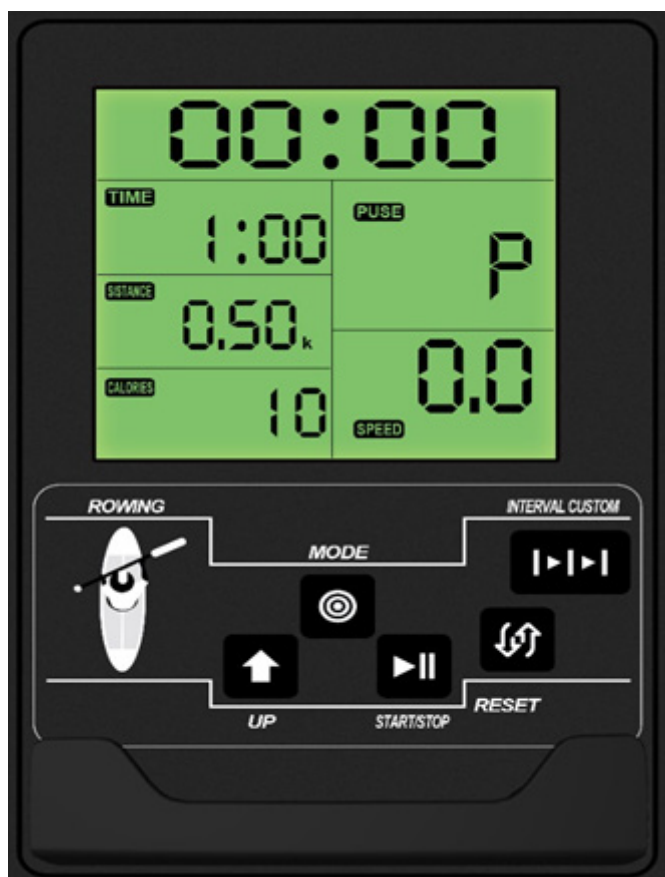 00:00
TIME
1:00
PUSE
P
SISTANCE
0.50 k
CALORIES
10
0.0
SPEED
ROWING
INTERVAL CUSTOM
MODE
UP
START/STOP
RESET